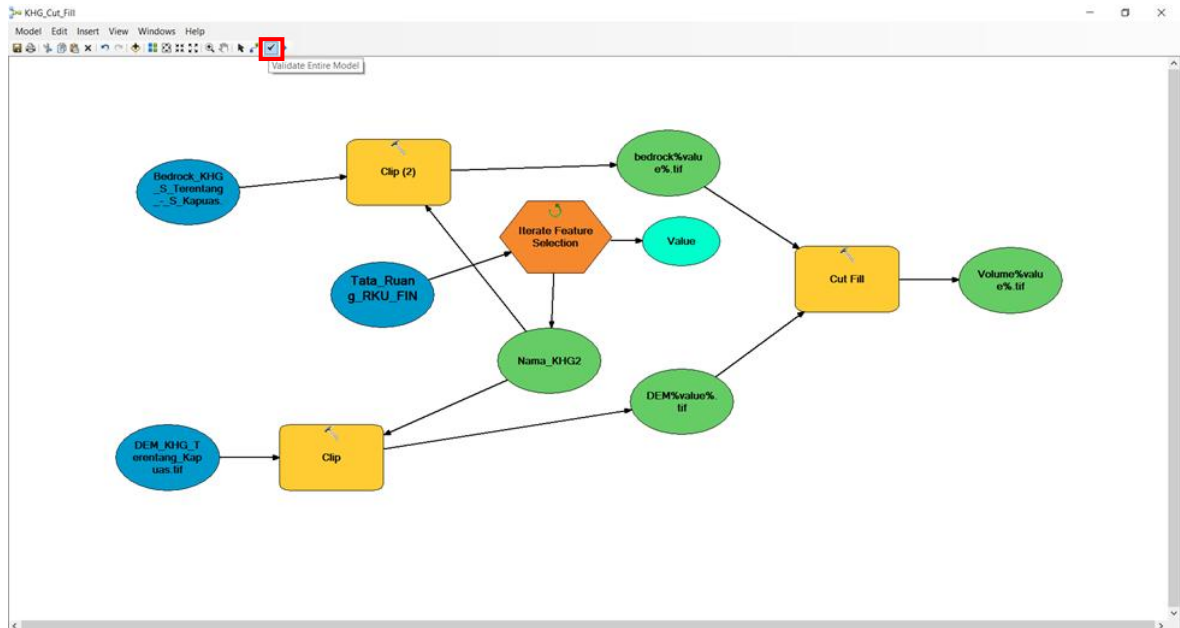 KHG_Cut_Fill
Model Edit Insert View Windows Help
Validate Entire Model
Bedrock_KHG
_S_Terentang
_-_S_Kapuas.
Clip (2)
bedrock%valu
e%.tif
Iterate Feature
Selection
Value
Tata_Ruan
g_RKU_FIN
Cut Fill
Volume%valu
e%.tif
Nama_KHG2
DEM%value%.
tif
DEM_KHG_T
erentang_Kap
uas.tif
Clip